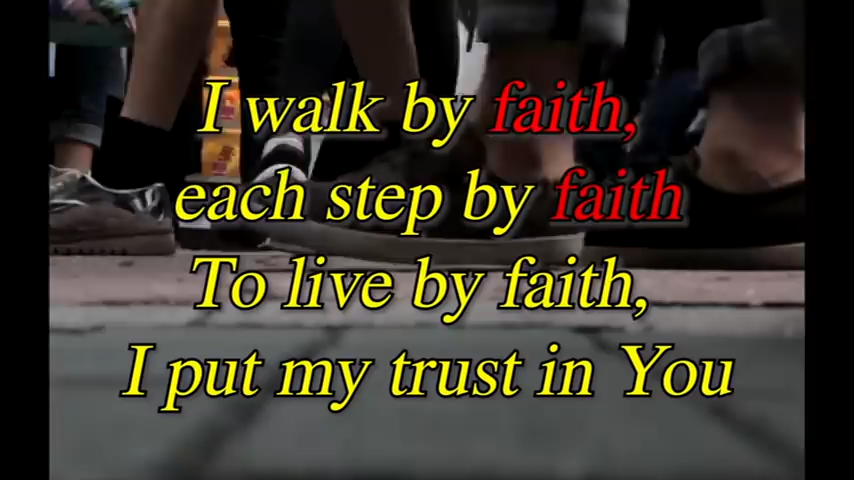 I walk by faith,
each step by faith
To live by faith,
I put my trust in You